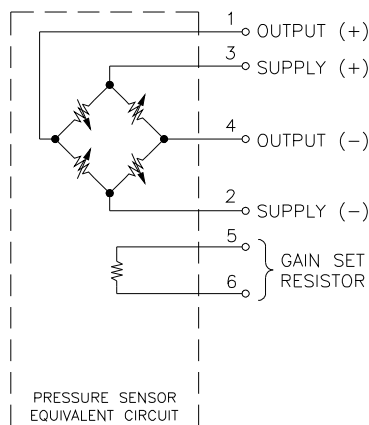 1
OUTPUT (+)
3
SUPPLY (+)
4
OUTPUT (−)
2
SUPPLY (−)
5
GAIN SET
RESISTOR
6
PRESSURE SENSOR
EQUIVALENT CIRCUIT